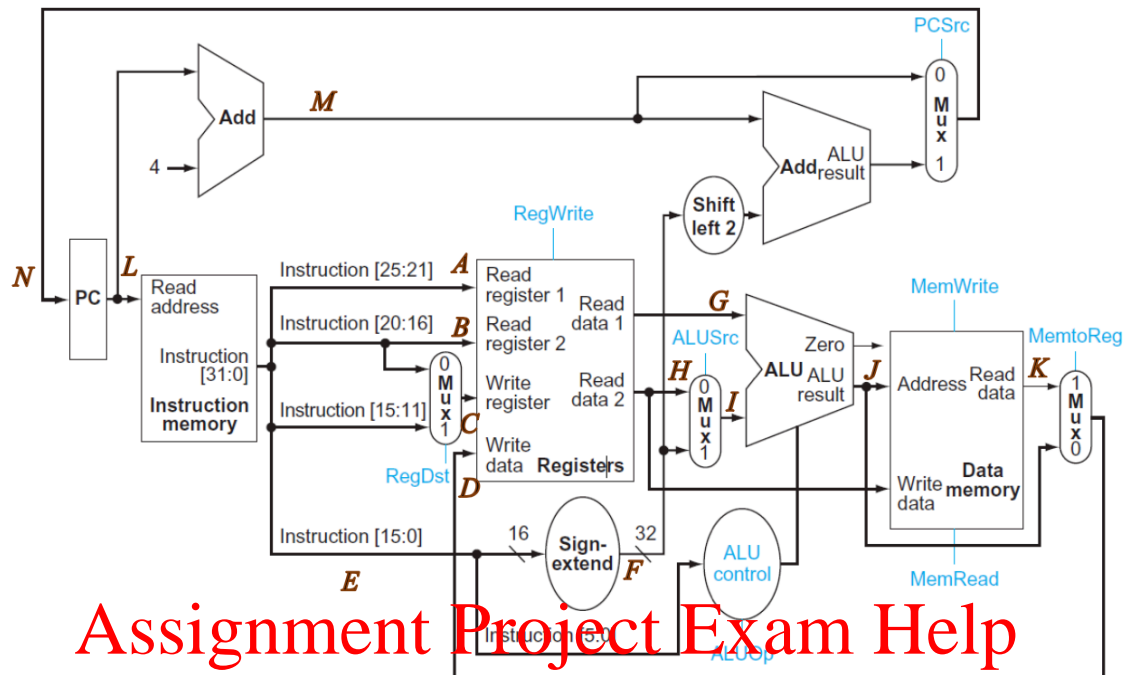 PCSrc
0
M
u
x
1
Add
M
4
Add ALU
result
Shift
left 2
RegWrite
N
PC
L
Read
address
Instruction
[31:0]
Instruction
memory
Instruction [25:21]
A
Instruction [20:16]
B
0
M
u
x
1
Instruction [15:11]
C
RegDst
D
Read
register 1
Read
register 2
Write
register
Write
data
Read
data 1
Read
data 2
Registers
G
ALUSrc
H
0
M
u
x
1
I
Zero
ALU ALU
result
J
MemWrite
Address
Read
data
Write
data
Data
memory
MemRead
MemtoReg
K
1
M
u
x
0
Instruction [15:0]
E
16
Sign-
extend
32
F
ALU
control
Instruction [5:0]
ALUOp
Assignment Project Exam Help